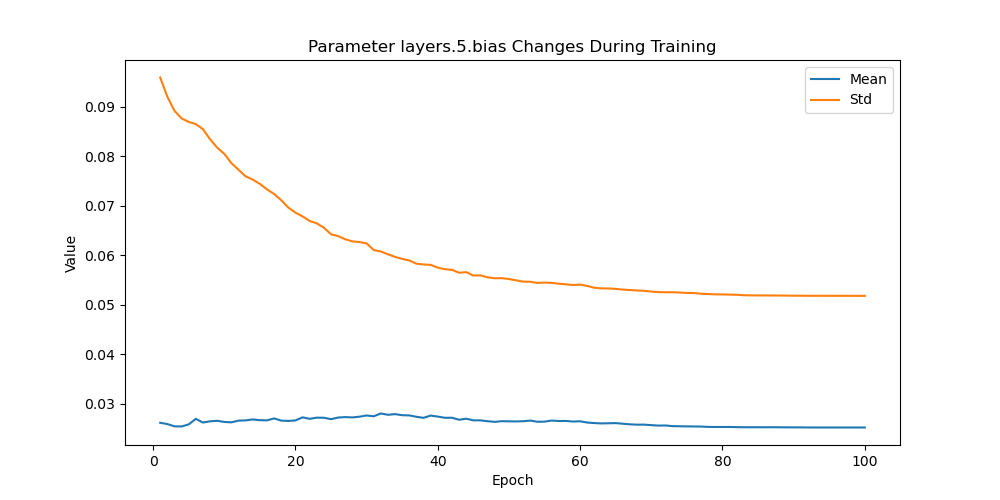 Parameter layers.5.bias Changes During Training
Mean
Std
Value
0.09
0.08
0.07
0.06
0.05
0.04
0.03
0
20
40
60
80
100
Epoch